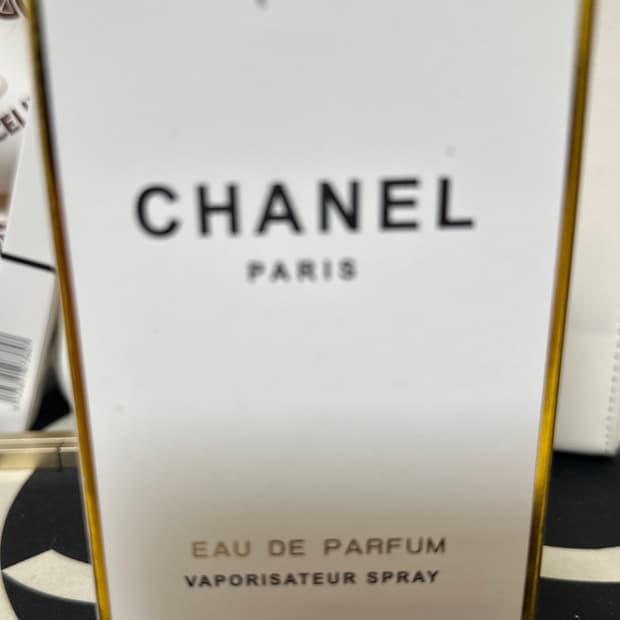 CHANEL
PARIS
EAU DE PARFUM
VAPORISATEUR SPRAY